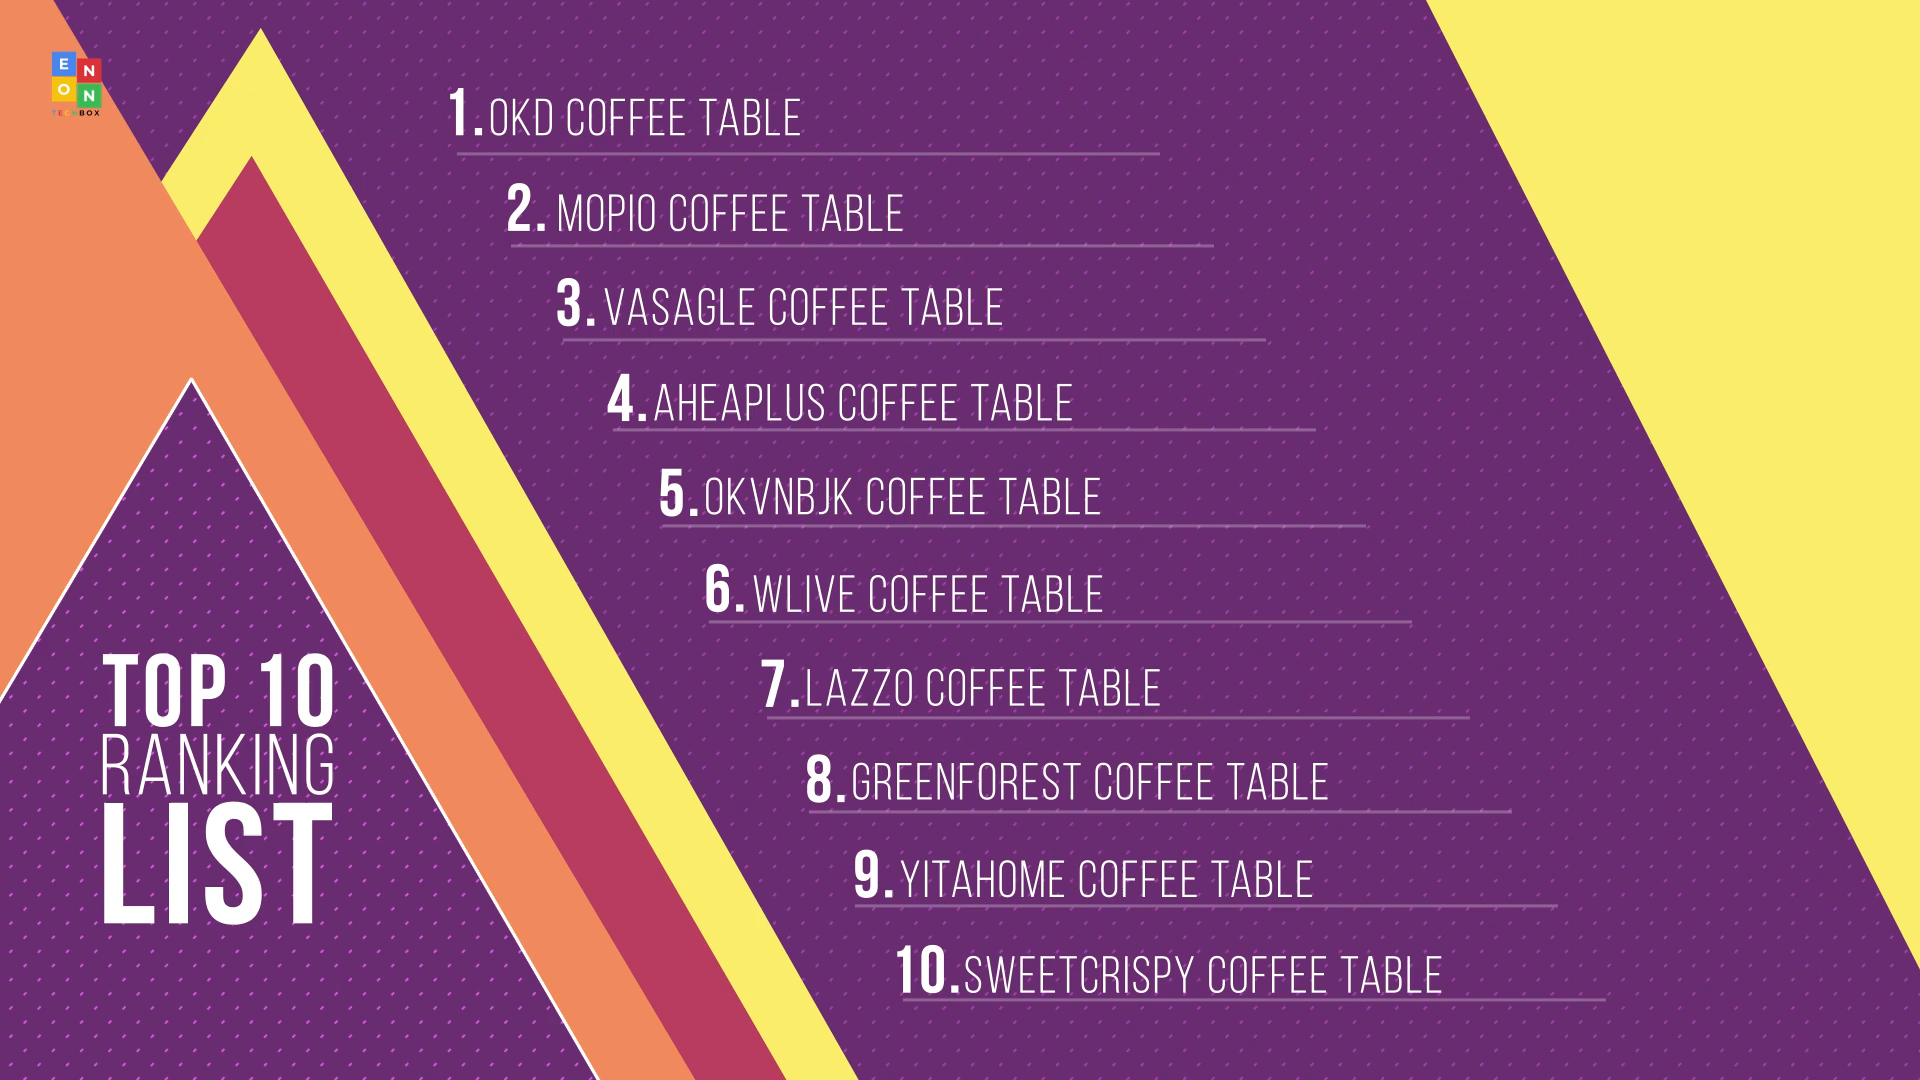 E N
O N
TECHBOX
1. OKD COFFEE TABLE
2. MOPIO COFFEE TABLE
3. VASAGLE COFFEE TABLE
4. AHEAPLUS COFFEE TABLE
5. OKVNBJK COFFEE TABLE
6. WLIVE COFFEE TABLE
7. LAZZO COFFEE TABLE
8. GREENFOREST COFFEE TABLE
9. YITAHOME COFFEE TABLE
10. SWEETCRISPY COFFEE TABLE
TOP 10
RANKING
LIST